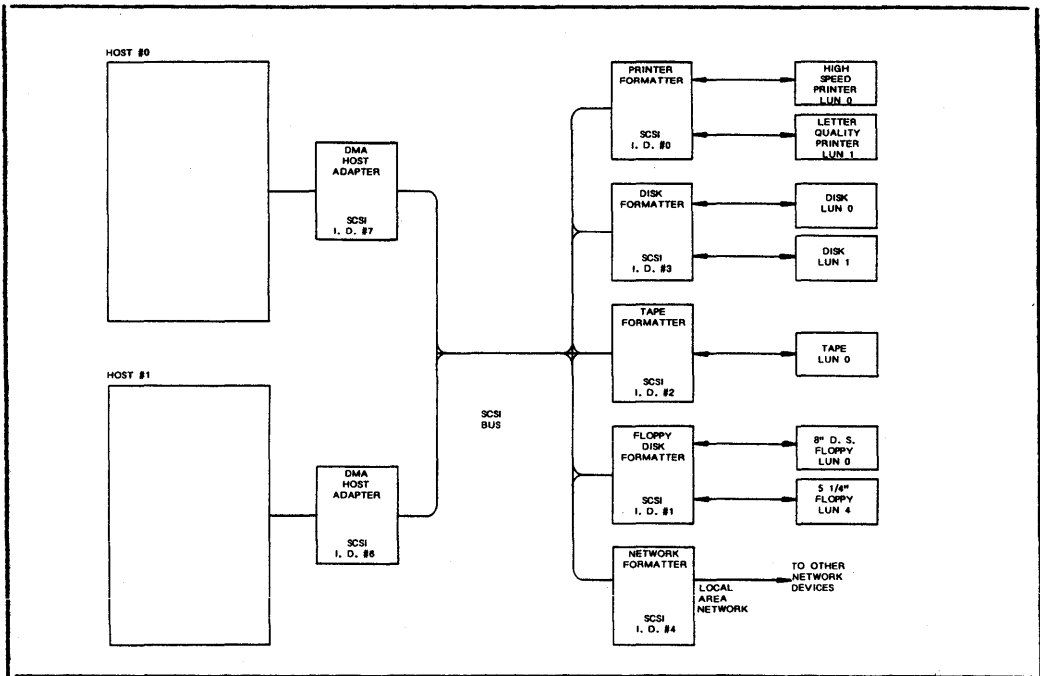 HOST #0
DMA
HOST
ADAPTER
SCSI
I. D. #7
HOST #1
DMA
HOST
ADAPTER
SCSI
I. D. #6
SCSI
BUS
PRINTER
FORMATTER
SCSI
I. D. #0
HIGH
SPEED
PRINTER
LUN 0
LETTER
QUALITY
PRINTER
LUN 1
DISK
FORMATTER
SCSI
I. D. #3
DISK
LUN 0
DISK
LUN 1
TAPE
FORMATTER
SCSI
I. D. #2
TAPE
LUN 0
FLOPPY
DISK
FORMATTER
SCSI
I. D. #1
8" D. S.
FLOPPY
LUN 0
5 1/4"
FLOPPY
LUN 4
NETWORK
FORMATTER
SCSI
I. D. #4
LOCAL
AREA
NETWORK
TO OTHER
NETWORK
DEVICES